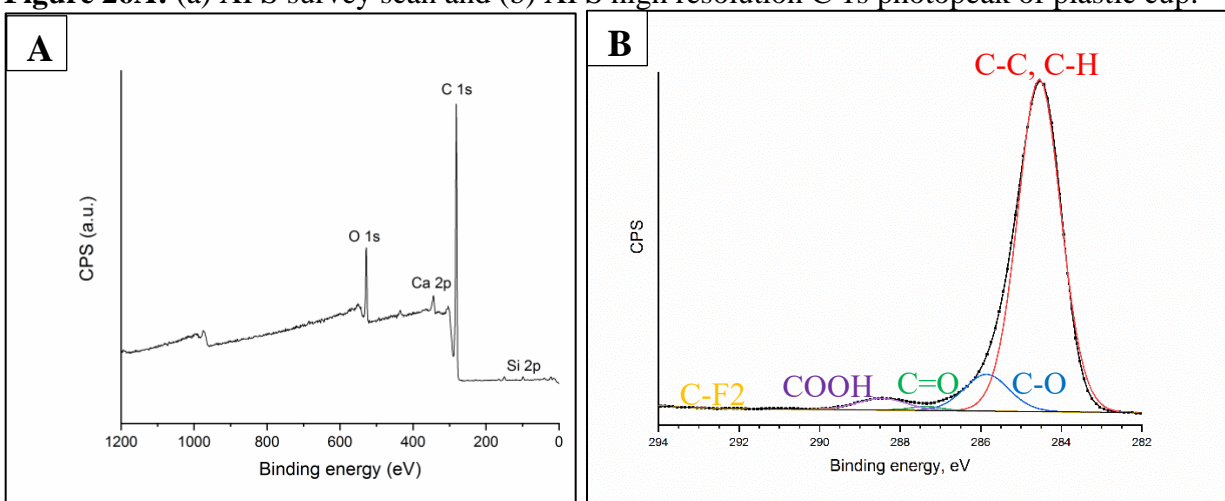 Figure 26A: (a) XPS survey scan and (b) XPS high resolution C 1s photopeak of plastic cup.
A
C 1s
O 1s
Ca 2p
Si 2p
CPS (a.u.)
1200 1000 800 600 400 200 0
Binding energy (eV)
B
C-C, C-H
CPS
C-F2
COOH
C=O
C-O
294 292 290 288 286 284 282
Binding energy, eV